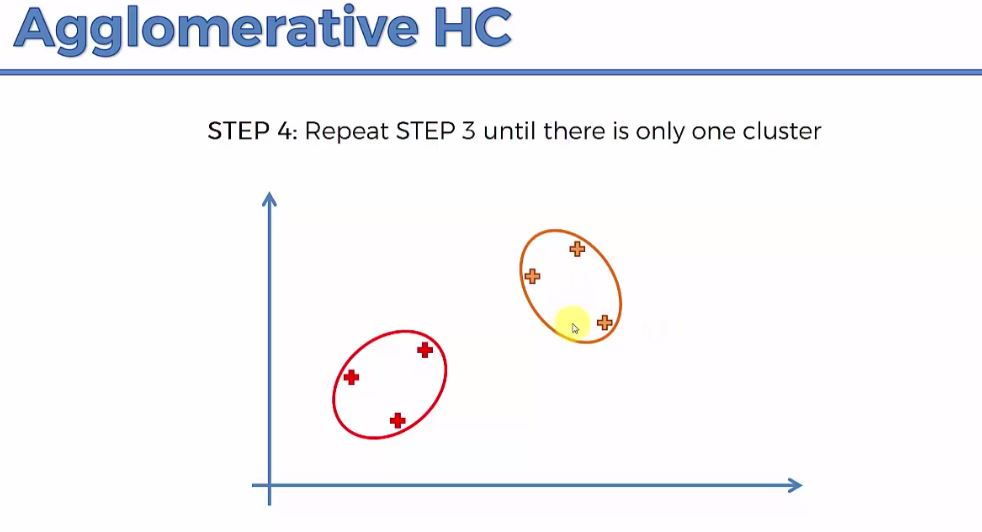 Agglomerative HC
STEP 4: Repeat STEP 3 until there is only one cluster